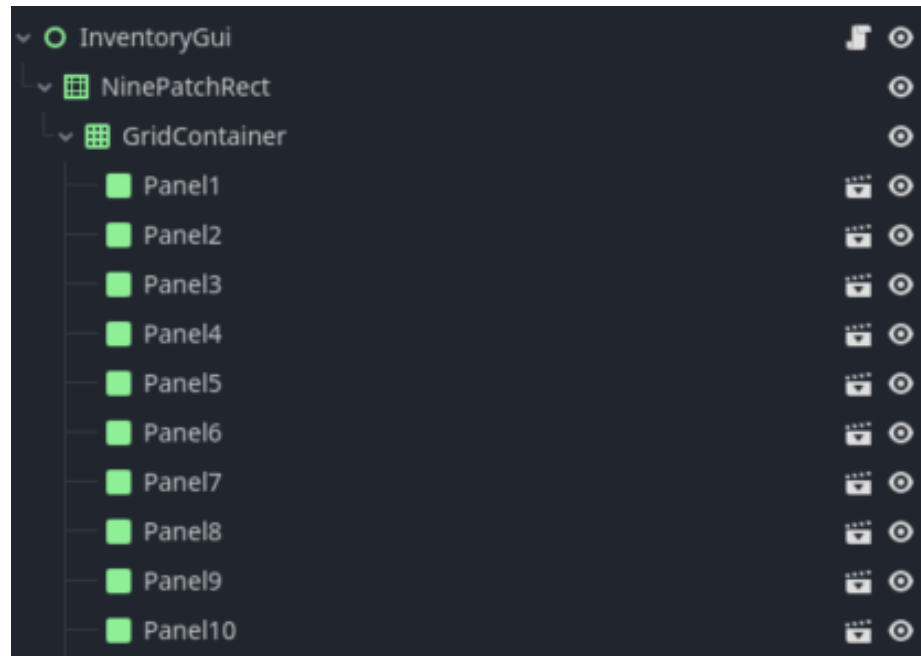 InventoryGui
NinePatchRect
GridContainer
Panel1
Panel2
Panel3
Panel4
Panel5
Panel6
Panel7
Panel8
Panel9
Panel10